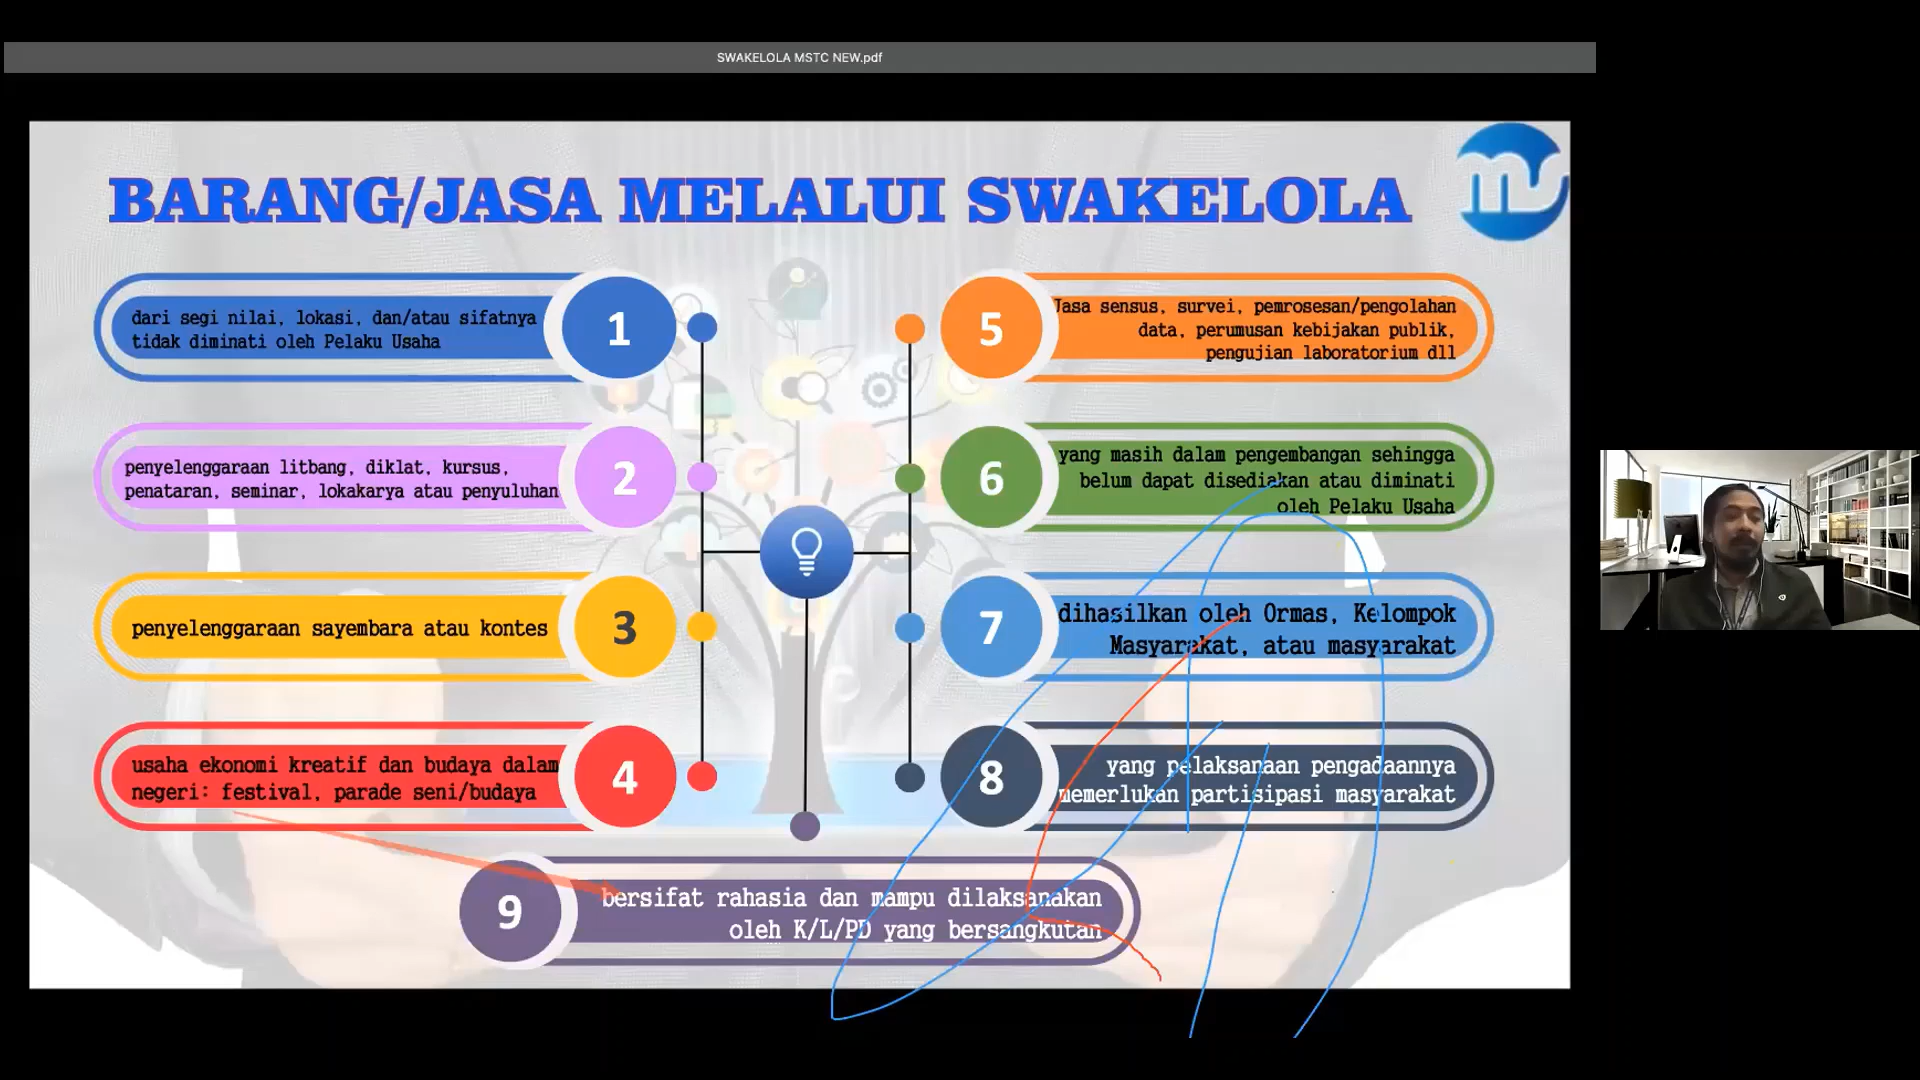 SWAKELOLA MSTC NEW.pdf
BARANG/JASA MELALUI SWAKELOLA
dari segi nilai, lokasi, dan/atau sifatnya
tidak diminati oleh Pelaku Usaha
1
penyelenggaraan litbang, diklat, kursus,
penataran, seminar, lokakarya atau penyuluhan
2
penyelenggaraan sayembara atau kontes
3
usaha ekonomi kreatif dan budaya dalam
negeri: festival, parade seni/budaya
4
5
Jasa sensus, survei, pemrosesan/pengolahan
data, perumusan kebijakan publik,
pengujian laboratorium dll
6
yang masih dalam pengembangan sehingga
belum dapat disediakan atau diminati
oleh Pelaku Usaha
7
dihasilkan oleh Ormas, Kelompok
Masyarakat, atau masyarakat
8
yang pelaksanaan pengadaannya
memerlukan partisipasi masyarakat
9
bersifat rahasia dan mampu dilaksanakan
oleh K/L/PD yang bersangkutan